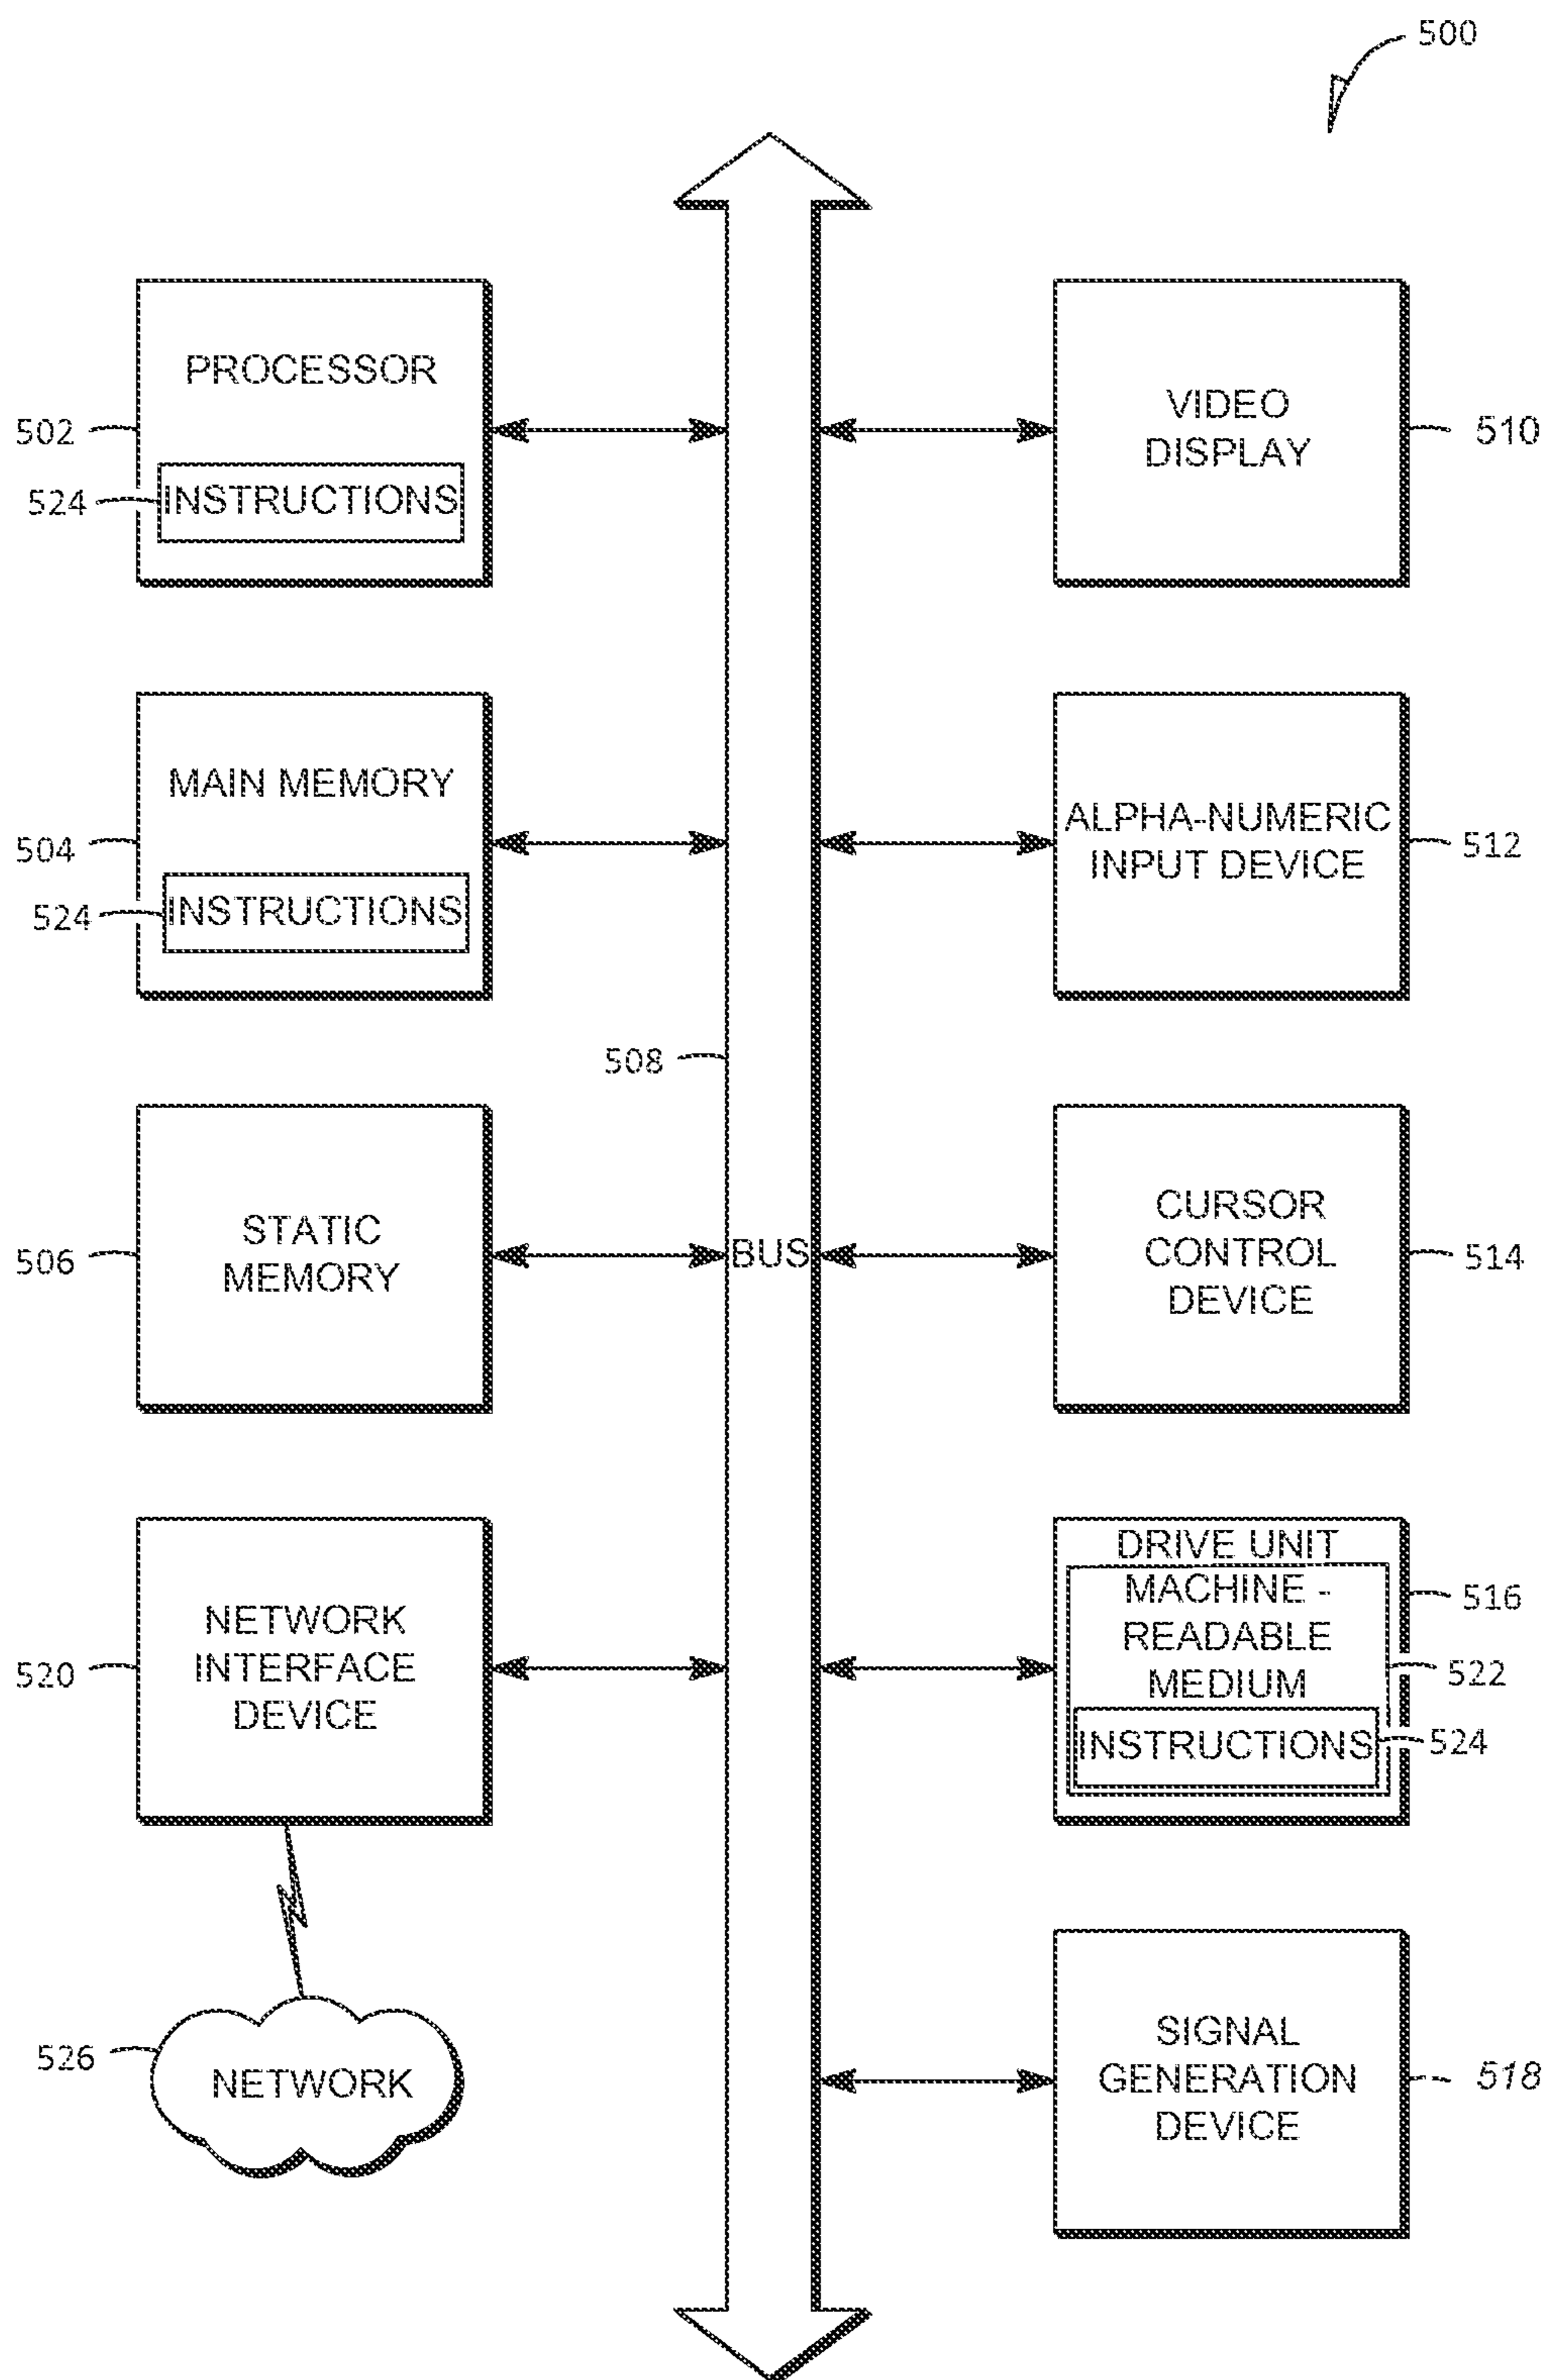 500
PROCESSOR
502
524
INSTRUCTIONS
VIDEO
DISPLAY
510
MAIN MEMORY
504
524
INSTRUCTIONS
ALPHA-NUMERIC
INPUT DEVICE
512
508
STATIC
MEMORY
506
BUS
CURSOR
CONTROL
DEVICE
514
NETWORK
INTERFACE
DEVICE
520
DRIVE UNIT
MACHINE -
READABLE
MEDIUM
INSTRUCTIONS
516
522
524
526
NETWORK
SIGNAL
GENERATION
DEVICE
518